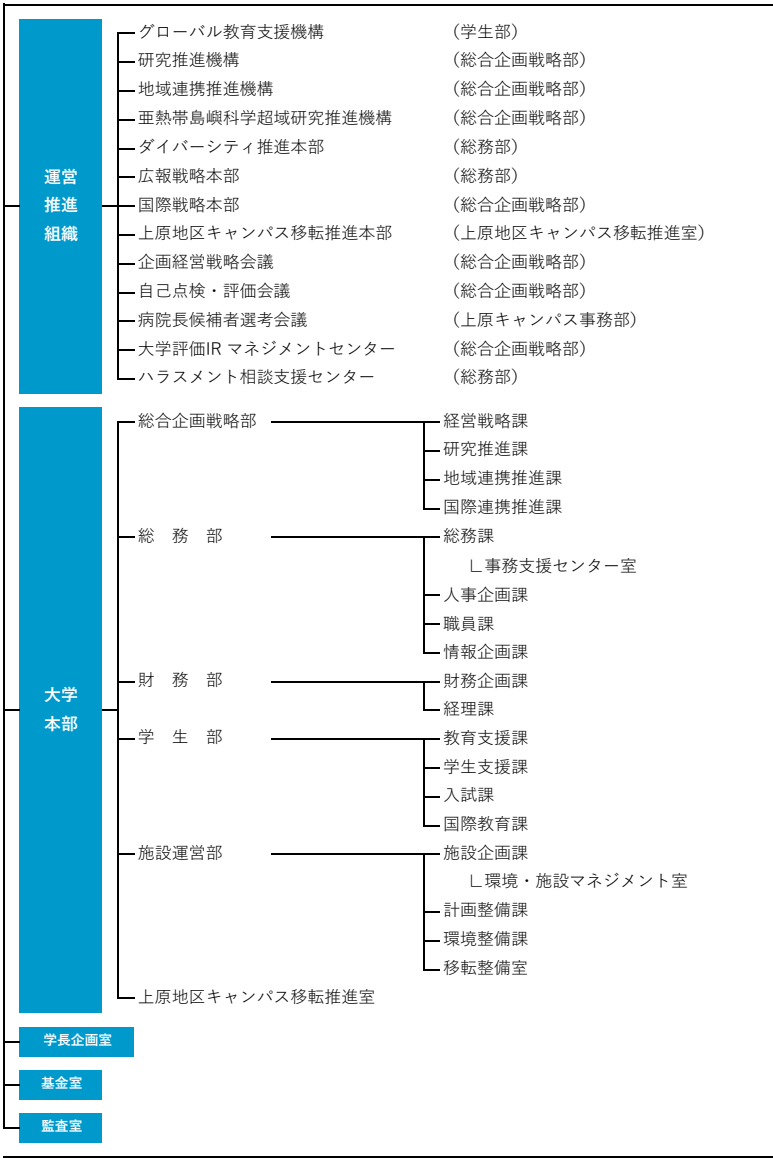 運営
推進
組織
グローバル教育支援機構 (学生部)
研究推進機構 (総合企画戦略部)
地域連携推進機構 (総合企画戦略部)
亜熱帯島嶼科学超域研究推進機構 (総合企画戦略部)
ダイバーシティ推進本部 (総務部)
広報戦略本部 (総務部)
国際戦略本部 (総合企画戦略部)
上原地区キャンパス移転推進本部 (上原地区キャンパス移転推進室)
企画経営戦略会議 (総合企画戦略部)
自己点検・評価会議 (総合企画戦略部)
病院長候補者選考会議 (上原キャンパス事務部)
大学評価IR マネジメントセンター (総合企画戦略部)
ハラスメント相談支援センター (総務部)
大学
本部
総合企画戦略部 経営戦略課
研究推進課
地域連携推進課
国際連携推進課
総　務　部 総務課
∟事務支援センター室
人事企画課
職員課
情報企画課
財　務　部 財務企画課
経理課
学　生　部 教育支援課
学生支援課
入試課
国際教育課
施設運営部 施設企画課
∟環境・施設マネジメント室
計画整備課
環境整備課
移転整備室
上原地区キャンパス移転推進室
学長企画室
基金室
監査室